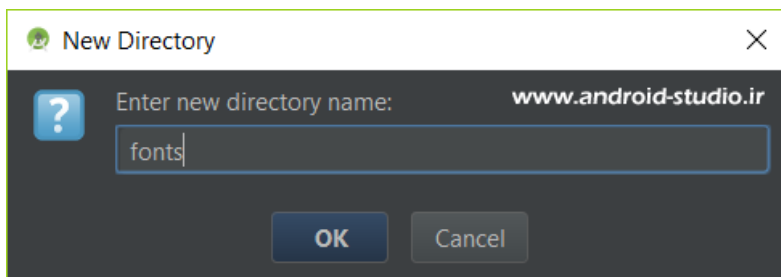 New Directory
Enter new directory name:
www.android-studio.ir
?
fonts
OK
Cancel